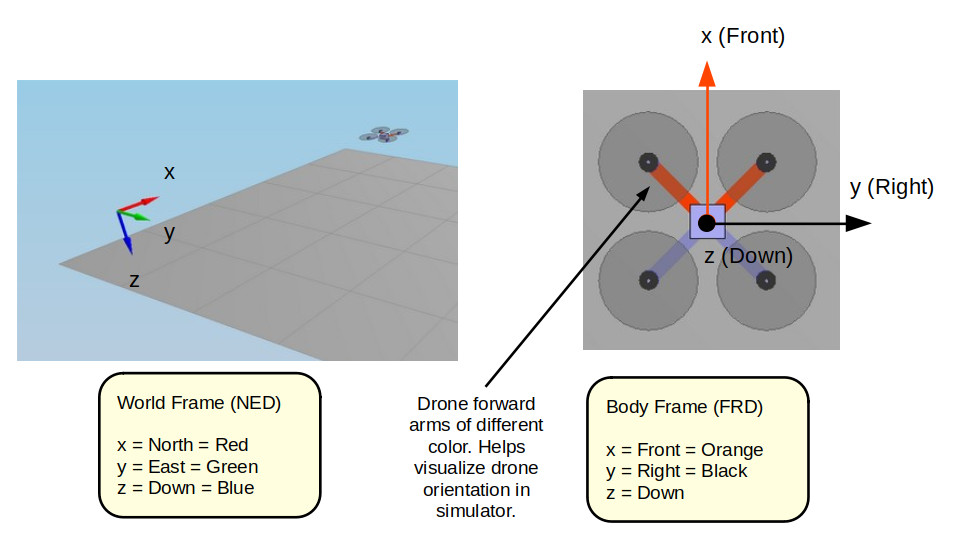 x (Front)
x
y
z
y (Right)
z (Down)
World Frame (NED)
x = North = Red
y = East = Green
z = Down = Blue
Drone forward
arms of different
color. Helps
visualize drone
orientation in
simulator.
Body Frame (FRD)
x = Front = Orange
y = Right = Black
z = Down